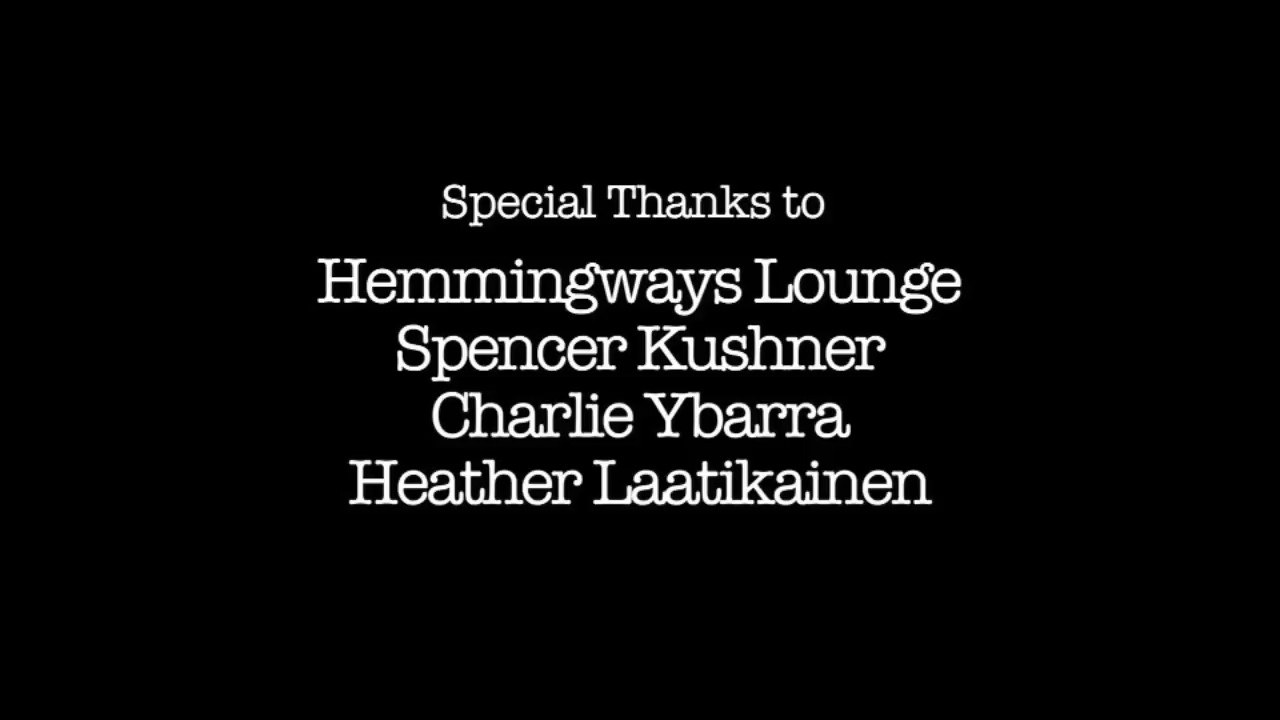 Special Thanks to
Hemmingways Lounge
Spencer Kushner
Charlie Ybarra
Heather Laatikainen